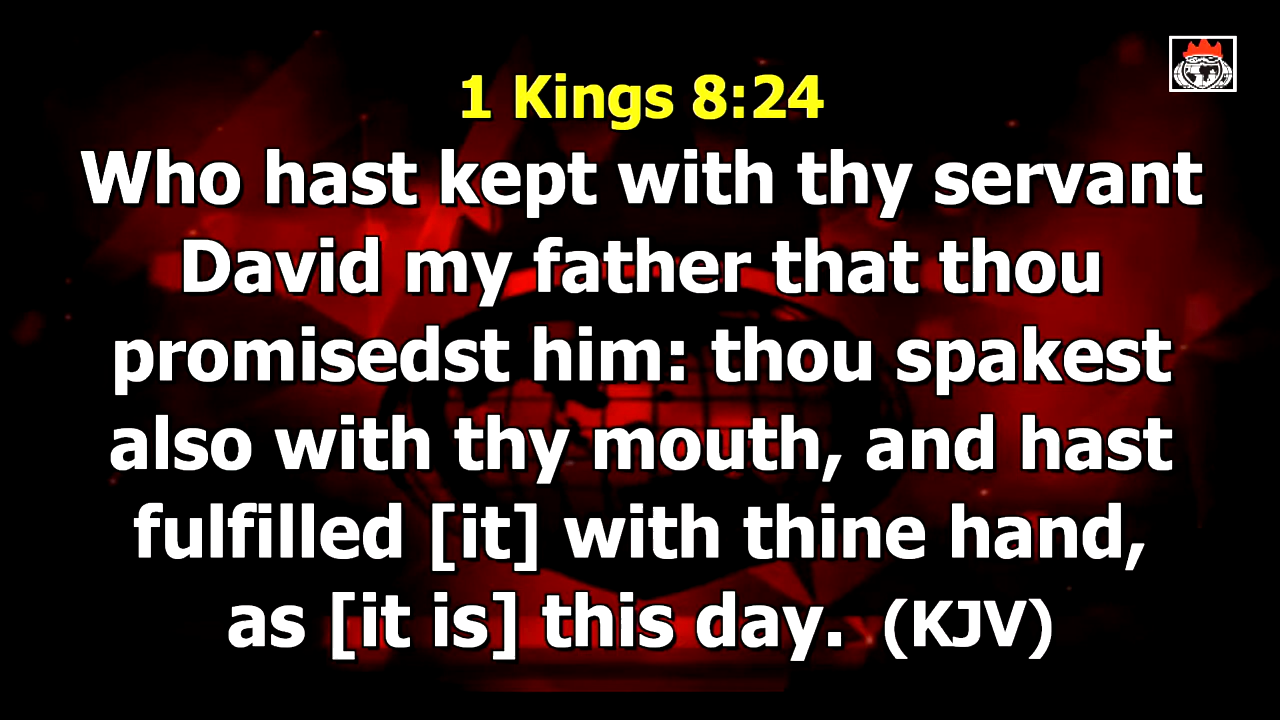 1 Kings 8:24
Who hast kept with thy servant
David my father that thou
promisedst him: thou spakest
also with thy mouth, and hast
fulfilled [it] with thine hand,
as [it is] this day. (KJV)